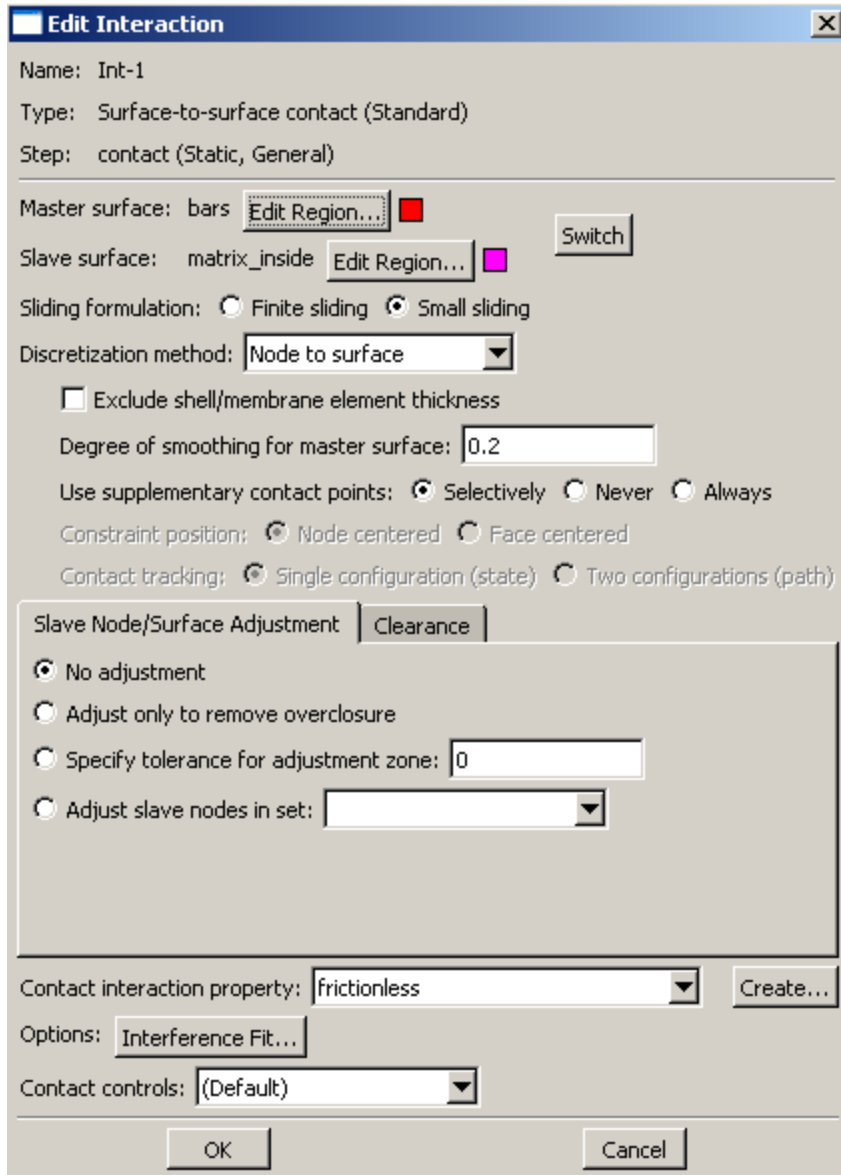 Edit Interaction
Name: Int-1
Type: Surface-to-surface contact (Standard)
Step: contact (Static, General)
Master surface: bars Edit Region...
Switch
Slave surface: matrix_inside Edit Region...
Sliding formulation: Finite sliding Small sliding
Discretization method: Node to surface
Exclude shell/membrane element thickness
Degree of smoothing for master surface: 0.2
Use supplementary contact points: Selectively Never Always
Constraint position: Node centered Face centered
Contact tracking: Single configuration (state) Two configurations (path)
Slave Node/Surface Adjustment Clearance
No adjustment
Adjust only to remove overclosure
Specify tolerance for adjustment zone: 0
Adjust slave nodes in set:
Contact interaction property: frictionless Create...
Options: Interference Fit...
Contact controls: (Default)
OK Cancel